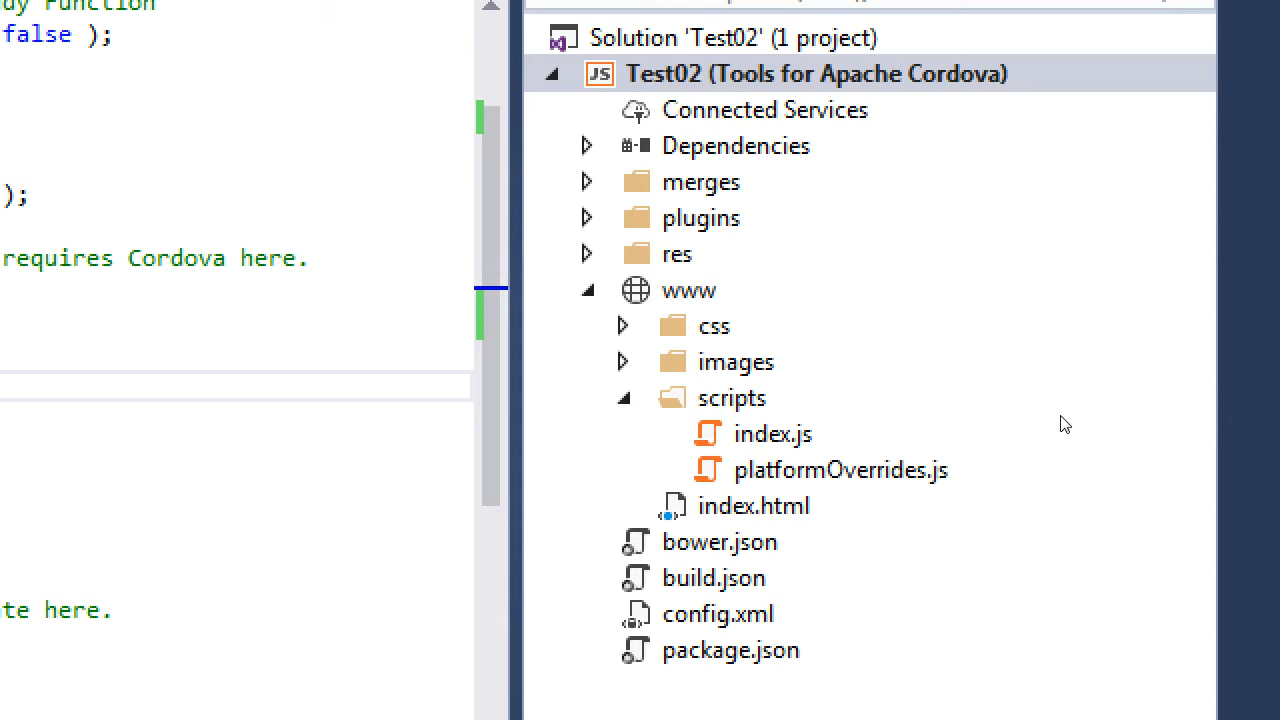 dy Function
false );
);
requires Cordova here.
te here.
Solution 'Test02' (1 project)
JS Test02 (Tools for Apache Cordova)
Connected Services
Dependencies
merges
plugins
res
www
css
images
scripts
index.js
platformOverrides.js
index.html
bower.json
build.json
config.xml
package.json